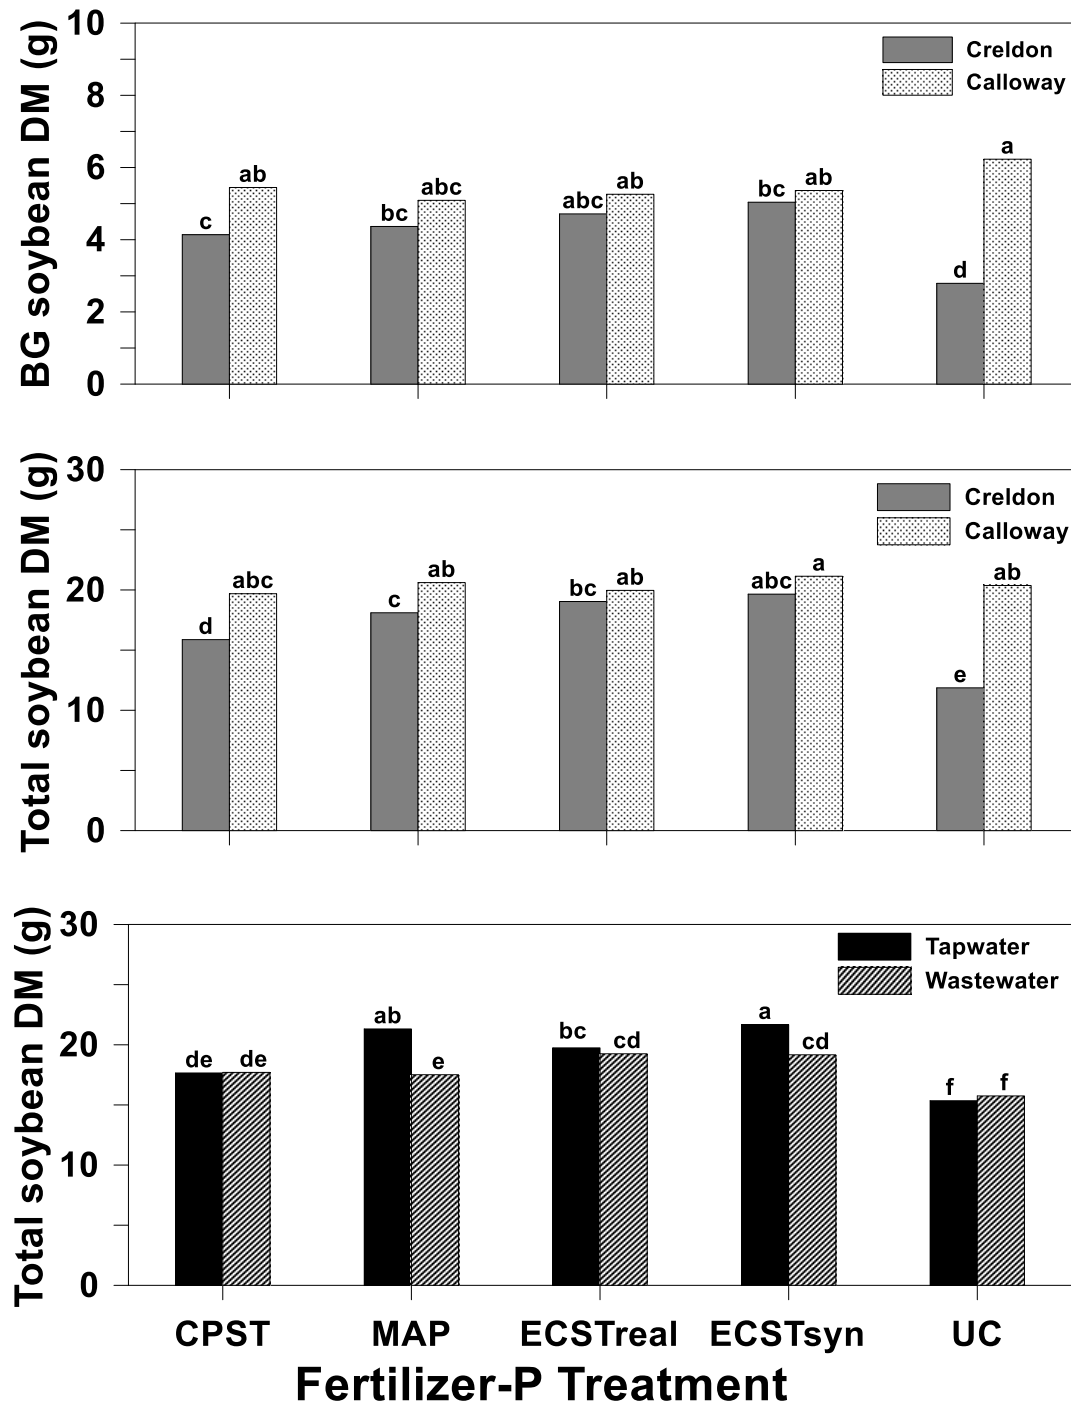 BG soybean DM (g)
10
8
6
4
2
0
Creldon
Calloway
c ab
bc abc
abc ab
bc ab
d a
Total soybean DM (g)
30
20
10
0
Creldon
Calloway
d abc
c ab
bc ab
abc a
e ab
Total soybean DM (g)
30
20
10
0
Tapwater
Wastewater
de de
ab e
bc cd
a cd
f f
CPST MAP ECSTreal ECSTsyn UC
Fertilizer-P Treatment